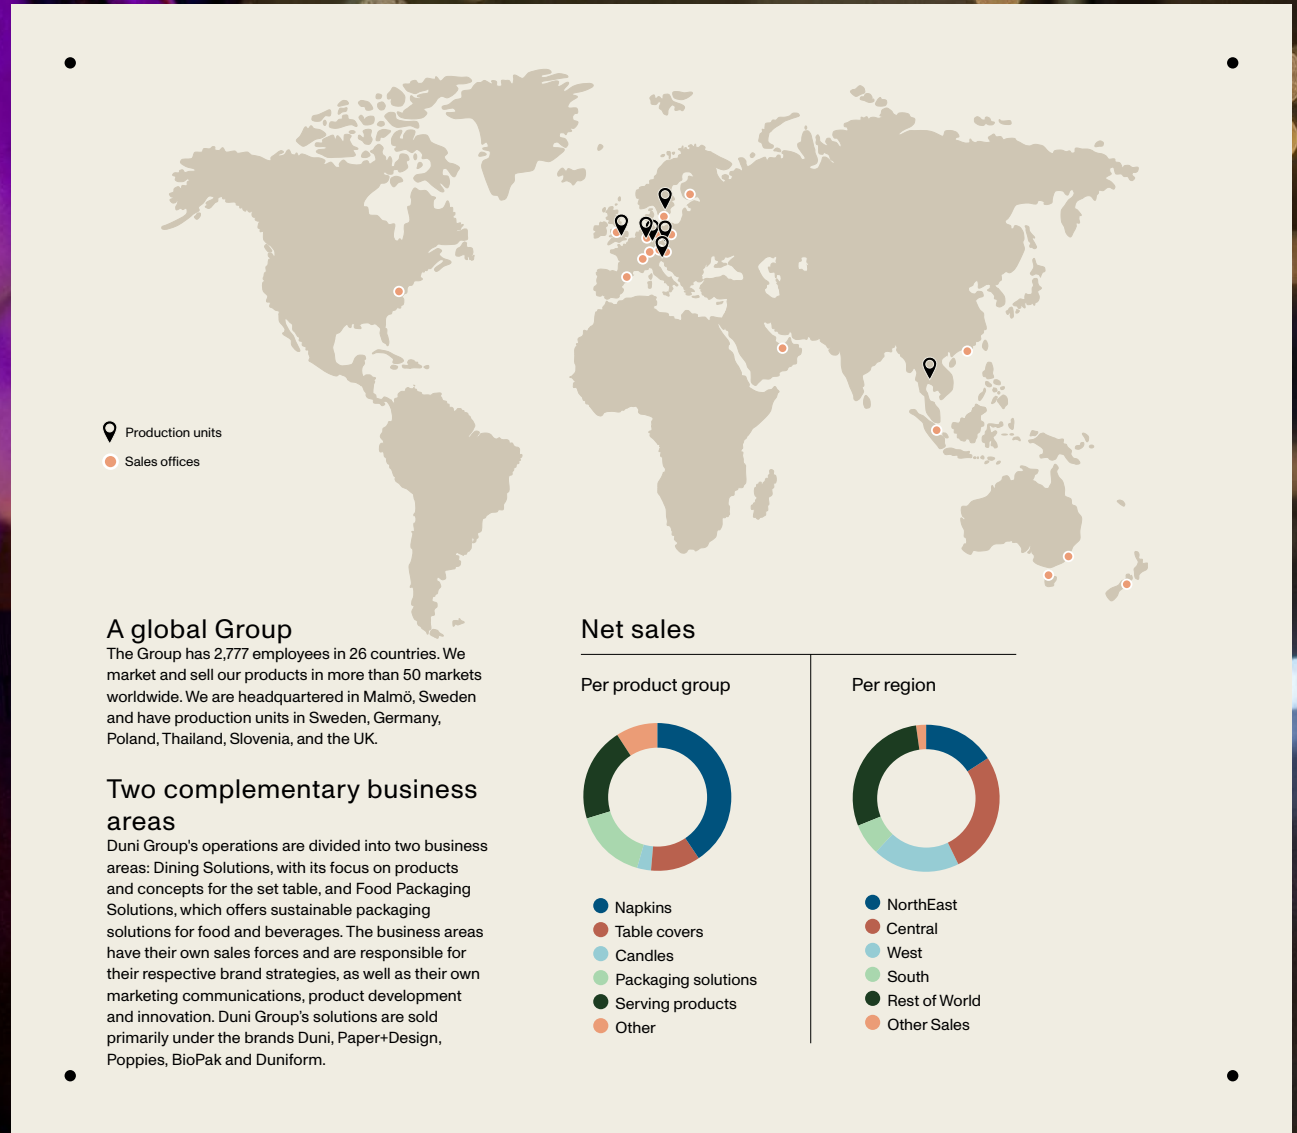 Production units
Sales offices
A global Group
The Group has 2,777 employees in 26 countries. We
market and sell our products in more than 50 markets
worldwide. We are headquartered in Malmö, Sweden
and have production units in Sweden, Germany,
Poland, Thailand, Slovenia, and the UK.
Two complementary business
areas
Duni Group's operations are divided into two business
areas: Dining Solutions, with its focus on products
and concepts for the set table, and Food Packaging
Solutions, which offers sustainable packaging
solutions for food and beverages. The business areas
have their own sales forces and are responsible for
their respective brand strategies, as well as their own
marketing communications, product development
and innovation. Duni Group's solutions are sold
primarily under the brands Duni, Paper+Design,
Poppies, BioPak and Duniform.
Net sales
Per product group
Napkins
Table covers
Candles
Packaging solutions
Serving products
Other
Per region
NorthEast
Central
West
South
Rest of World
Other Sales